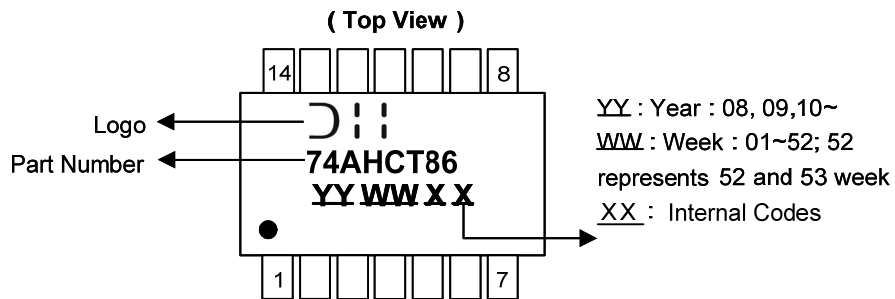 ( Top View )
14 8
Logo
Part Number
74AHCT86
YY WW X X
1 7
YY : Year : 08, 09,10~
WW : Week : 01~52; 52
represents 52 and 53 week
XX : Internal Codes